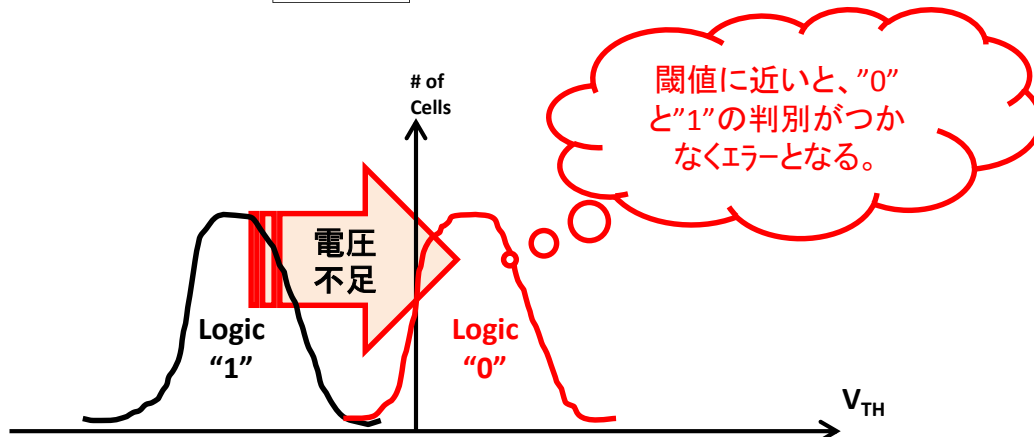 # of
Cells
閾値に近いと、”0”
と”1”の判別がつか
なくエラーとなる。
電圧
不足
Logic
“1”
Logic
“0”
VTH